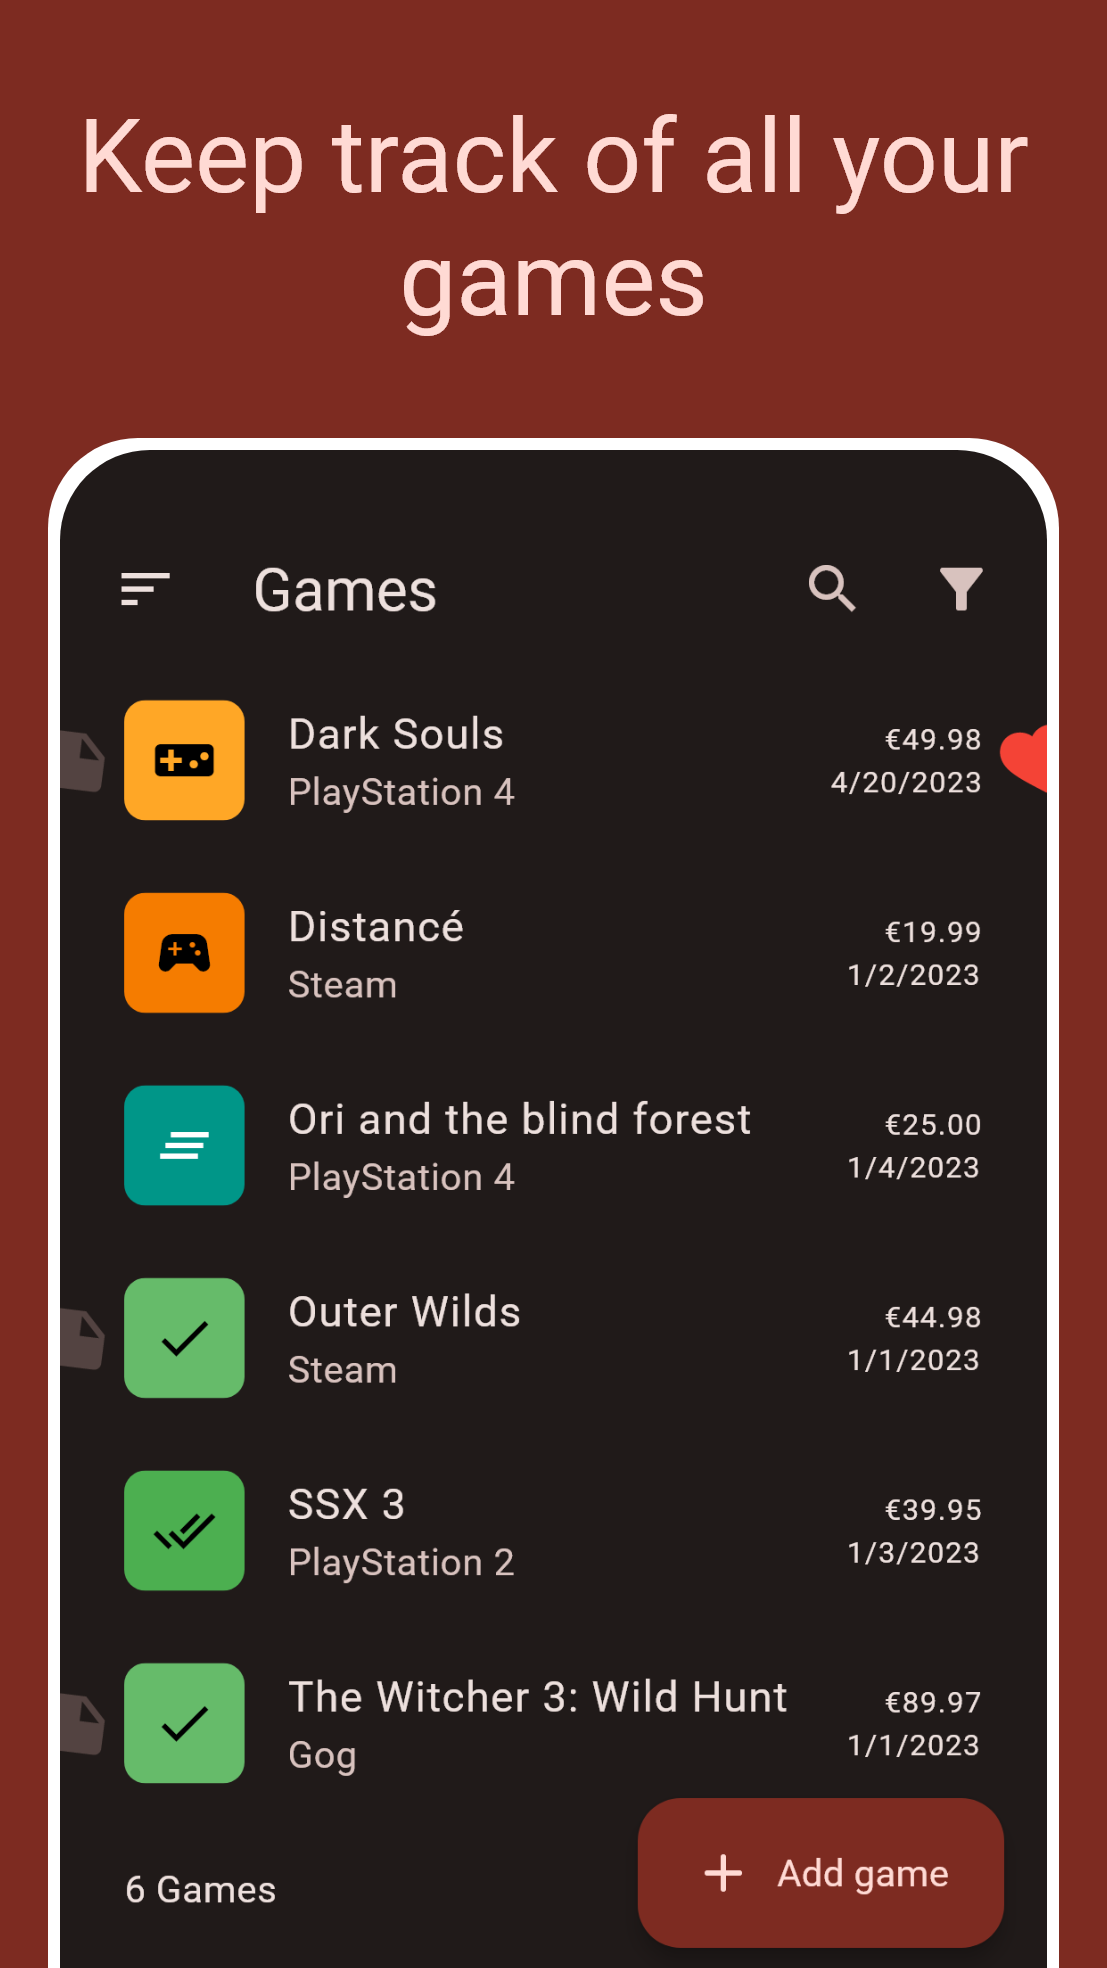 Keep track of all your
games
Games
Dark Souls
€49.98
PlayStation 4
4/20/2023
Distancé
€19.99
Steam
1/2/2023
Ori and the blind forest
€25.00
PlayStation 4
1/4/2023
Outer Wilds
€44.98
Steam
1/1/2023
SSX 3
€39.95
PlayStation 2
1/3/2023
The Witcher 3: Wild Hunt
€89.97
Gog
1/1/2023
6 Games
Add game